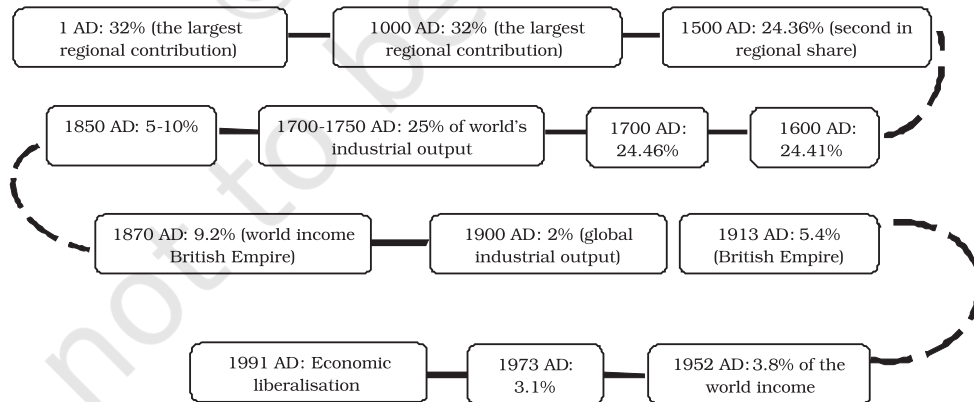 1 AD: 32% (the largest
regional contribution)
1000 AD: 32% (the largest
regional contribution)
1500 AD: 24.36% (second in
regional share)
1600 AD:
24.41%
1700 AD:
24.46%
1700-1750 AD: 25% of world's
industrial output
1850 AD: 5-10%
1870 AD: 9.2% (world income
British Empire)
1900 AD: 2% (global
industrial output)
1913 AD: 5.4%
(British Empire)
1952 AD: 3.8% of the
world income
1973 AD:
3.1%
1991 AD: Economic
liberalisation
not to be